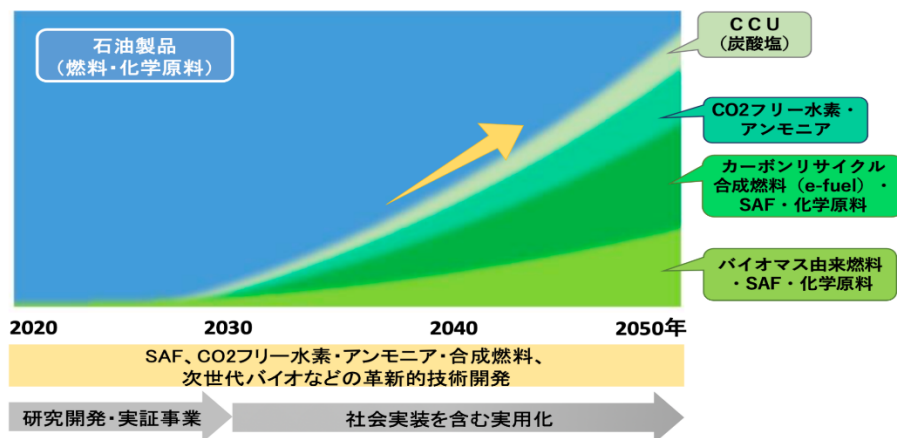 石油製品
（燃料・化学原料）
ＣＣＵ
（炭酸塩）
CO2フリー水素・
アンモニア
カーボンリサイクル
合成燃料（e-fuel）・
SAF・化学原料
バイオマス由来燃料
・SAF・化学原料
2020
2030
2040
2050年
SAF、CO2フリー水素・アンモニア・合成燃料、
次世代バイオなどの革新的技術開発
研究開発・実証事業
社会実装を含む実用化